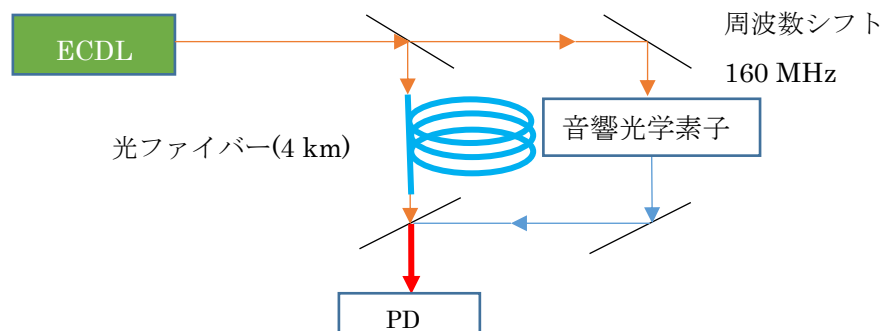 ECDL
周波数シフト
160 MHz
音響光学素子
光ファイバー(4 km)
PD